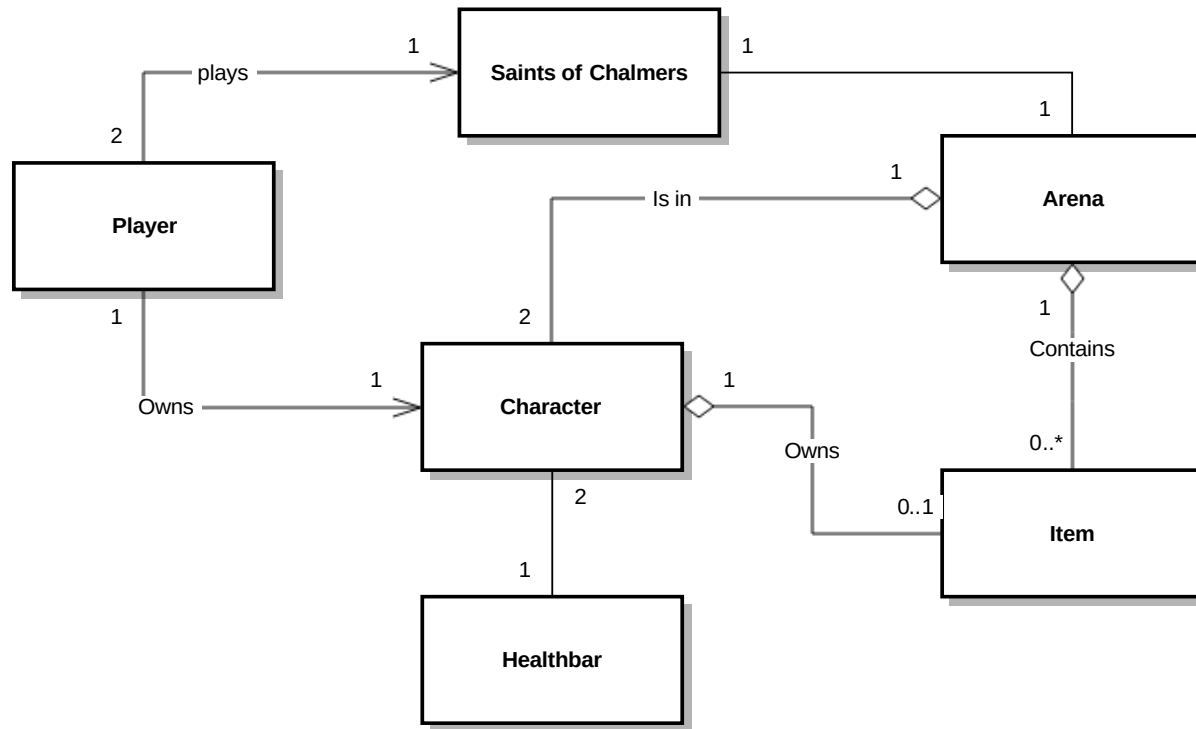 1
1
plays
Saints of Chalmers
2
1
1
Is in
Arena
Player
1
2
1
Contains
1
1
Owns
Character
Owns
0..*
2
0..1
Item
1
Healthbar